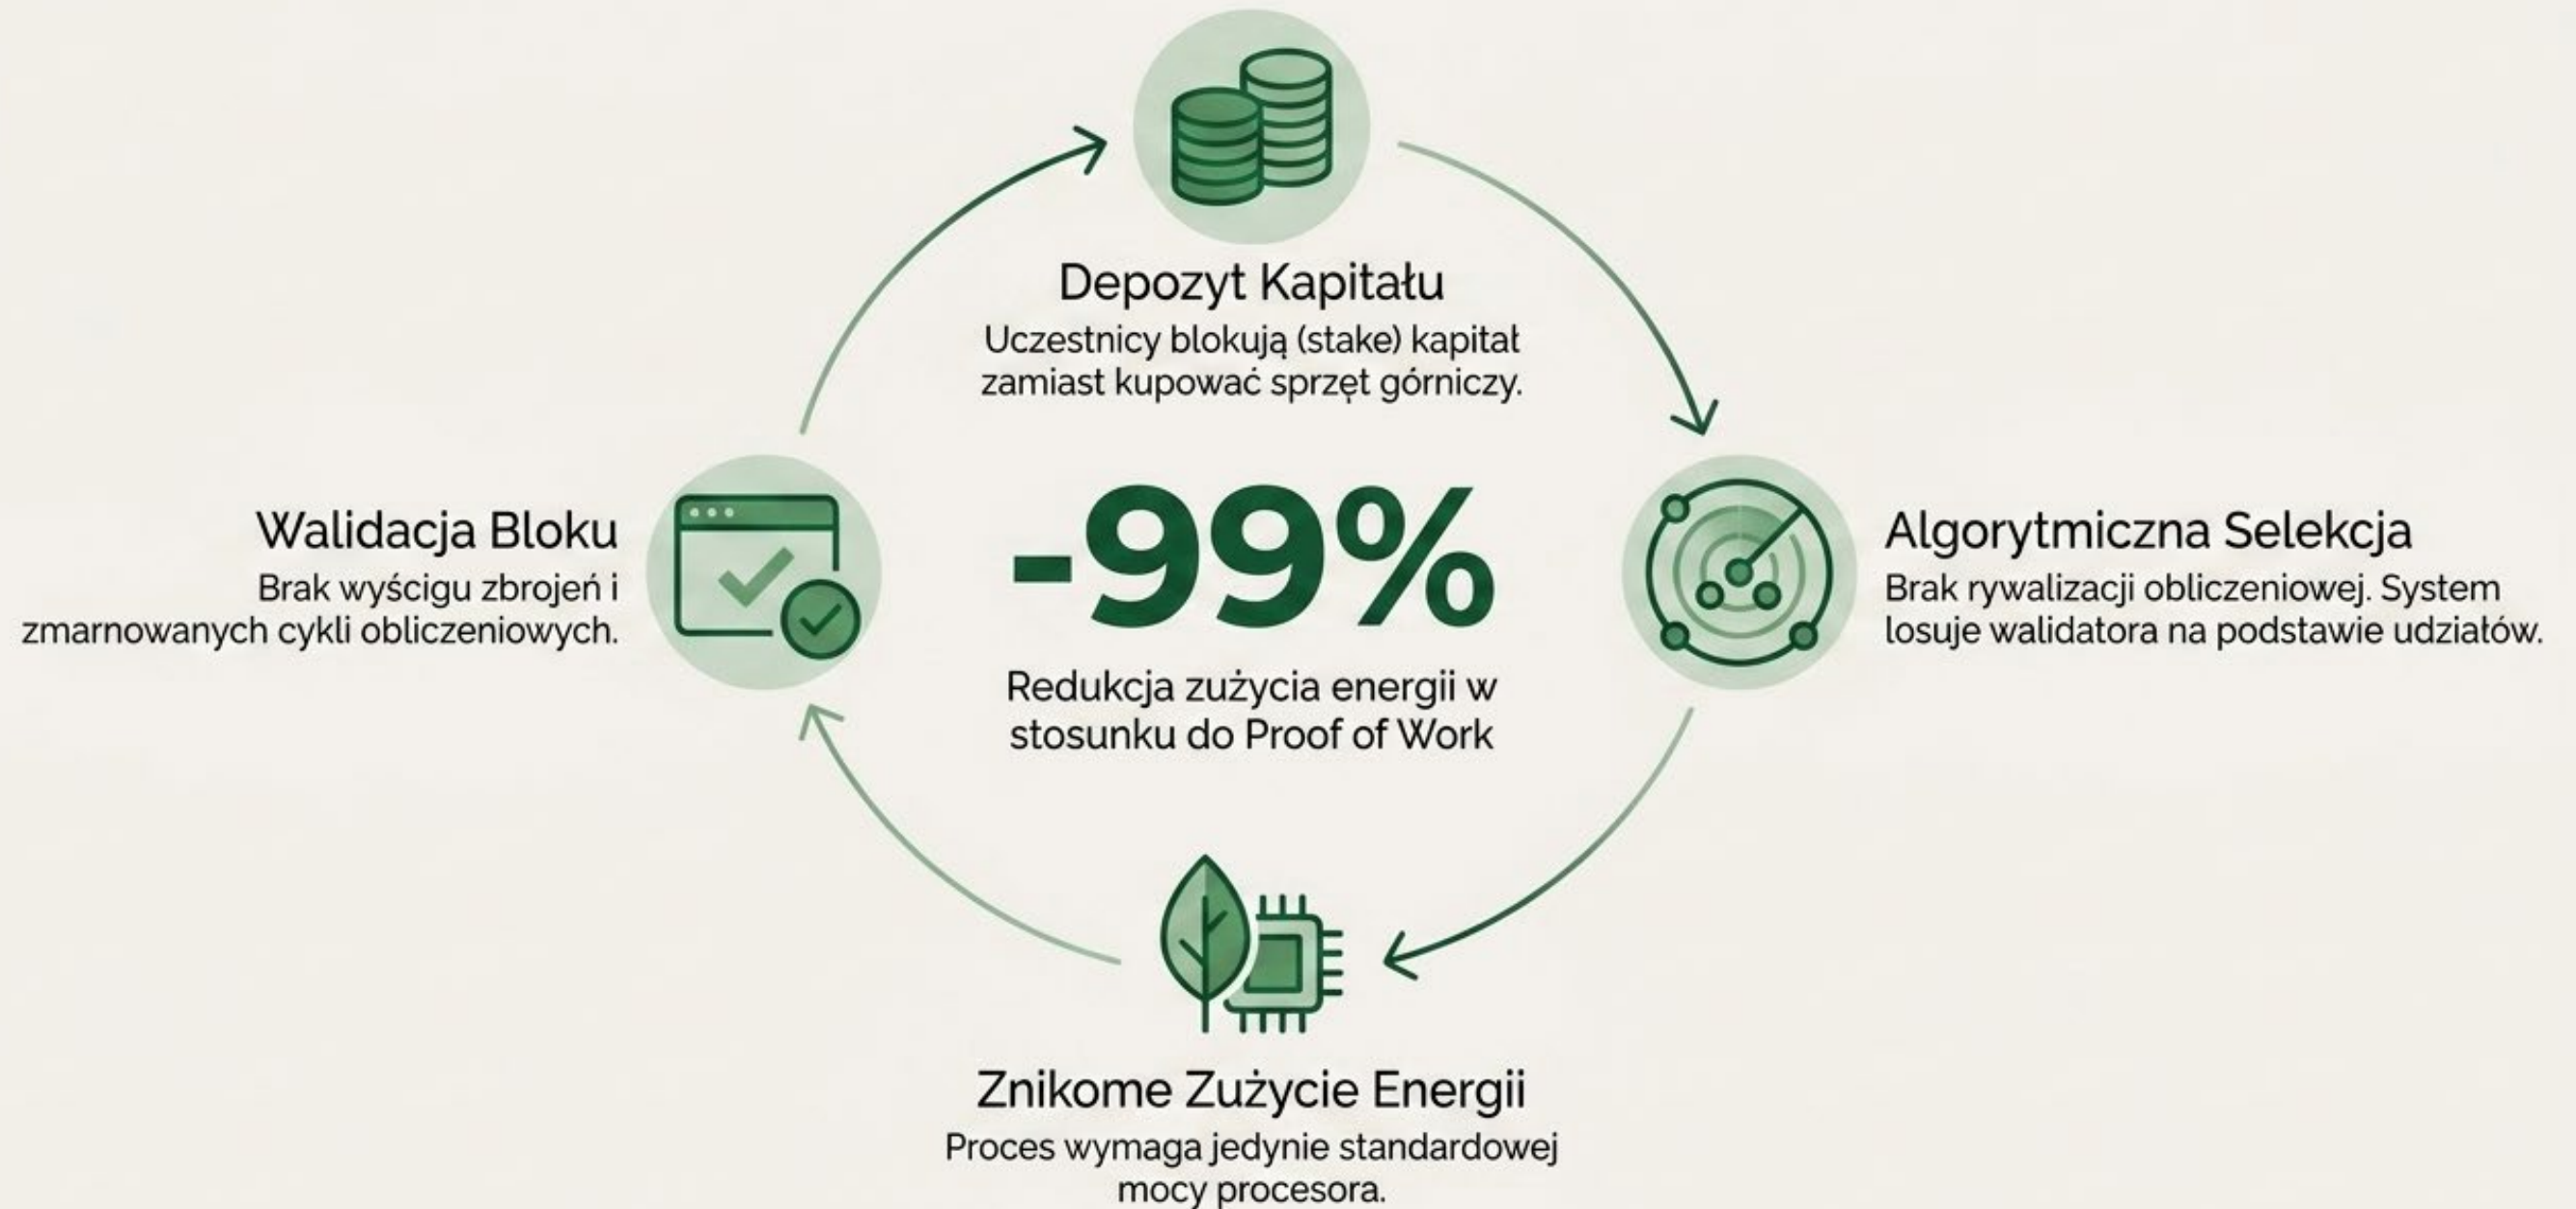 Depozyt Kapitału
Uczestnicy blokują (stake) kapitał
zamiast kupować sprzęt górniczy.
Algorytmiczna Selekcja
Brak rywalizacji obliczeniowej. System
losuje walidatora na podstawie udziałów.
Znikome Zużycie Energii
Proces wymaga jedynie standardowej
mocy procesora.
Walidacja Bloku
Brak wyścigu zbrojeń i
zmarnowanych cykli obliczeniowych.
-99%
Redukcja zużycia energii w
stosunku do Proof of Work